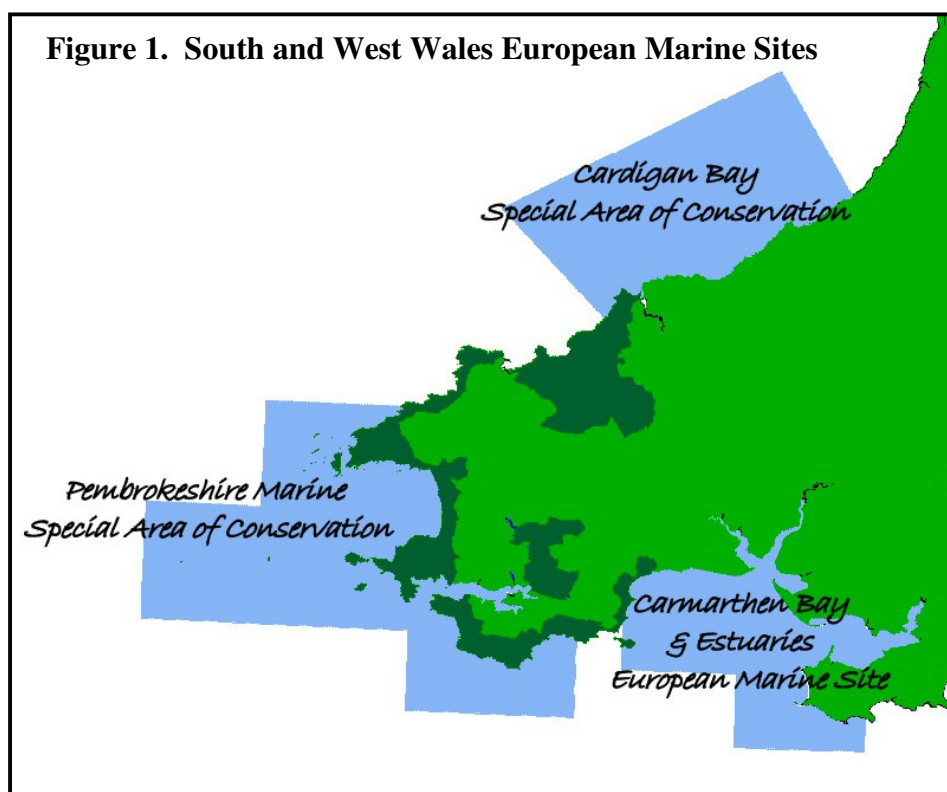 Figure 1. South and West Wales European Marine Sites
Cardigan Bay
Special Area of Conservation
Pembrokeshire Marine
Special Area of Conservation
Carmarthen Bay
& Estuaries
European Marine Site